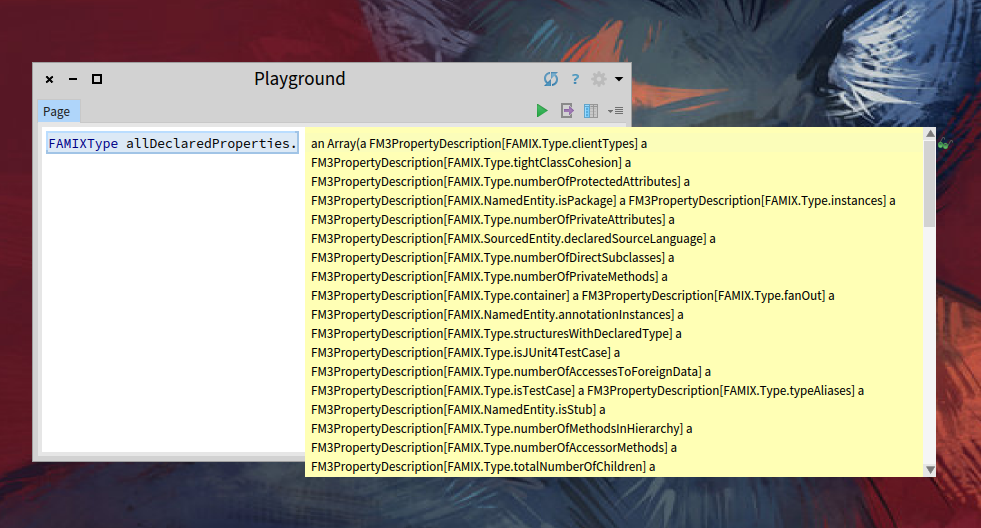 Playground
?
Page
FAMIXType allDeclaredProperties.
an Array(a FM3PropertyDescription[FAMIX.Type.clientTypes] a
FM3PropertyDescription[FAMIX.Type.tightClassCohesion] a
FM3PropertyDescription[FAMIX.Type.numberOfProtectedAttributes] a
FM3PropertyDescription[FAMIX.NamedEntity.isPackage] a FM3PropertyDescription[FAMIX.Type.instances] a
FM3PropertyDescription[FAMIX.Type.numberOfPrivateAttributes] a
FM3PropertyDescription[FAMIX.SourcedEntity.declaredSourceLanguage] a
FM3PropertyDescription[FAMIX.Type.numberOfDirectSubclasses] a
FM3PropertyDescription[FAMIX.Type.numberOfPrivateMethods] a
FM3PropertyDescription[FAMIX.Type.container] a FM3PropertyDescription[FAMIX.Type.fanOut] a
FM3PropertyDescription[FAMIX.NamedEntity.annotationInstances] a
FM3PropertyDescription[FAMIX.Type.structuresWithDeclaredType] a
FM3PropertyDescription[FAMIX.Type.isJUnit4TestCase] a
FM3PropertyDescription[FAMIX.Type.numberOfAccessesToForeignData] a
FM3PropertyDescription[FAMIX.Type.isTestCase] a FM3PropertyDescription[FAMIX.Type.typeAliases] a
FM3PropertyDescription[FAMIX.NamedEntity.isStub] a
FM3PropertyDescription[FAMIX.Type.numberOfMethodsInHierarchy] a
FM3PropertyDescription[FAMIX.Type.numberOfAccessorMethods] a
FM3PropertyDescription[FAMIX.Type.totalNumberOfChildren] a